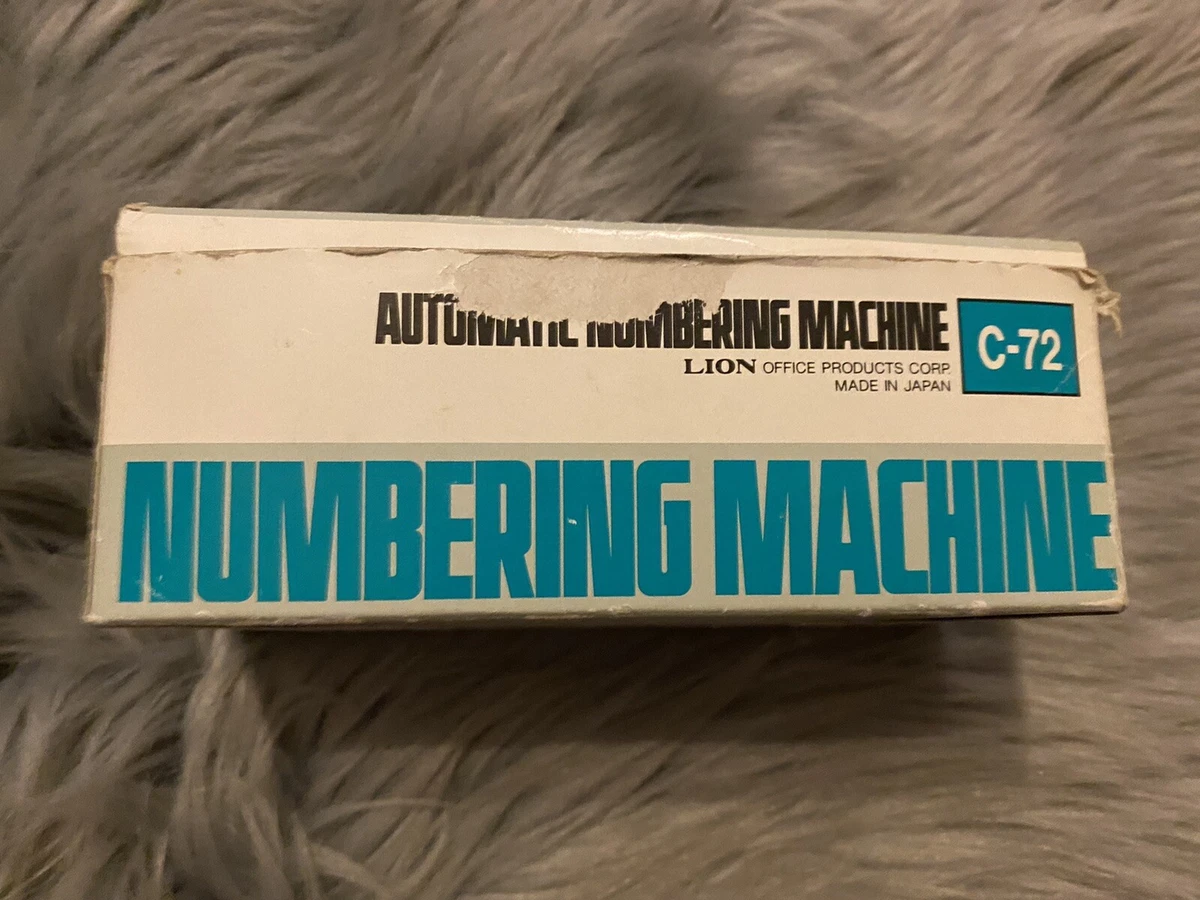 AUTOMATIC NUMBERING MACHINE
LION OFFICE PRODUCTS CORP.
MADE IN JAPAN
C-72
NUMBERING MACHINE